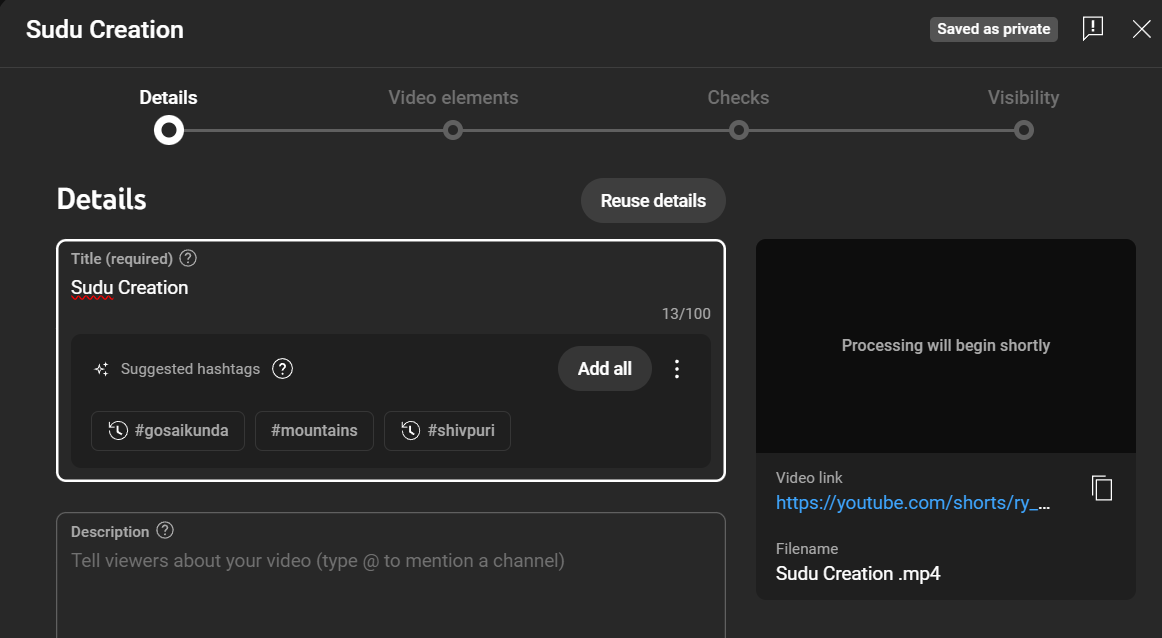 Sudu Creation
Saved as private
Details
Video elements
Checks
Visibility
Details
Reuse details
Title (required)
Sudu Creation
13/100
Suggested hashtags
Add all
#gosaikunda
#mountains
#shivpuri
Description
Tell viewers about your video (type @ to mention a channel)
Processing will begin shortly
Video link
https://youtube.com/shorts/ry_...
Filename
Sudu Creation .mp4